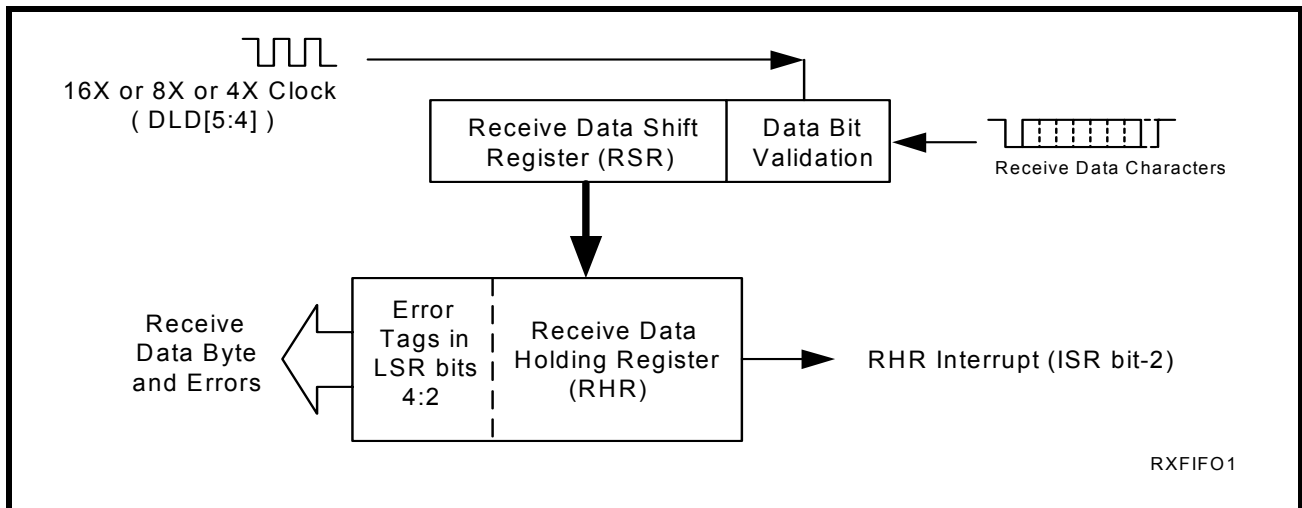 16X or 8X or 4X Clock
( DLD[5:4] )
Receive Data Shift
Register (RSR)
Data Bit
Validation
Receive Data Characters
Receive
Data Byte
and Errors
Error
Tags in
LSR bits
4:2
Receive Data
Holding Register
(RHR)
RHR Interrupt (ISR bit-2)
RXFIFO1